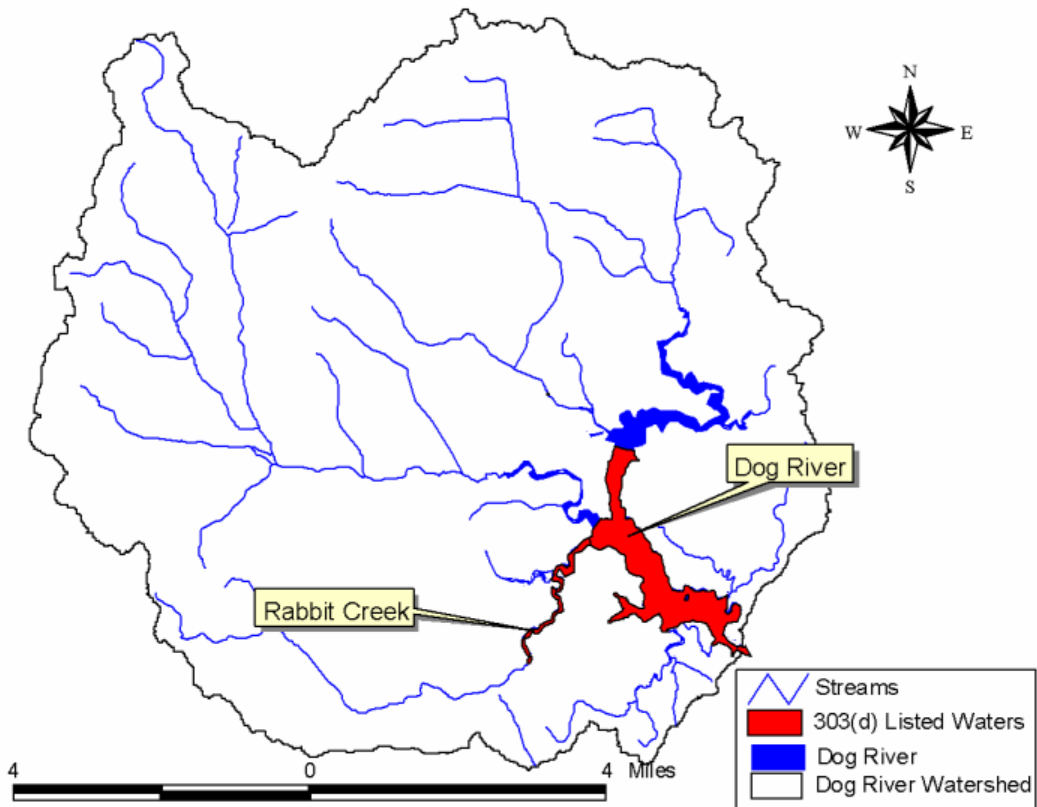 N
W E
S
Dog River
Rabbit Creek
Streams
303(d) Listed Waters
Dog River
Dog River Watershed
4 0 4 Miles